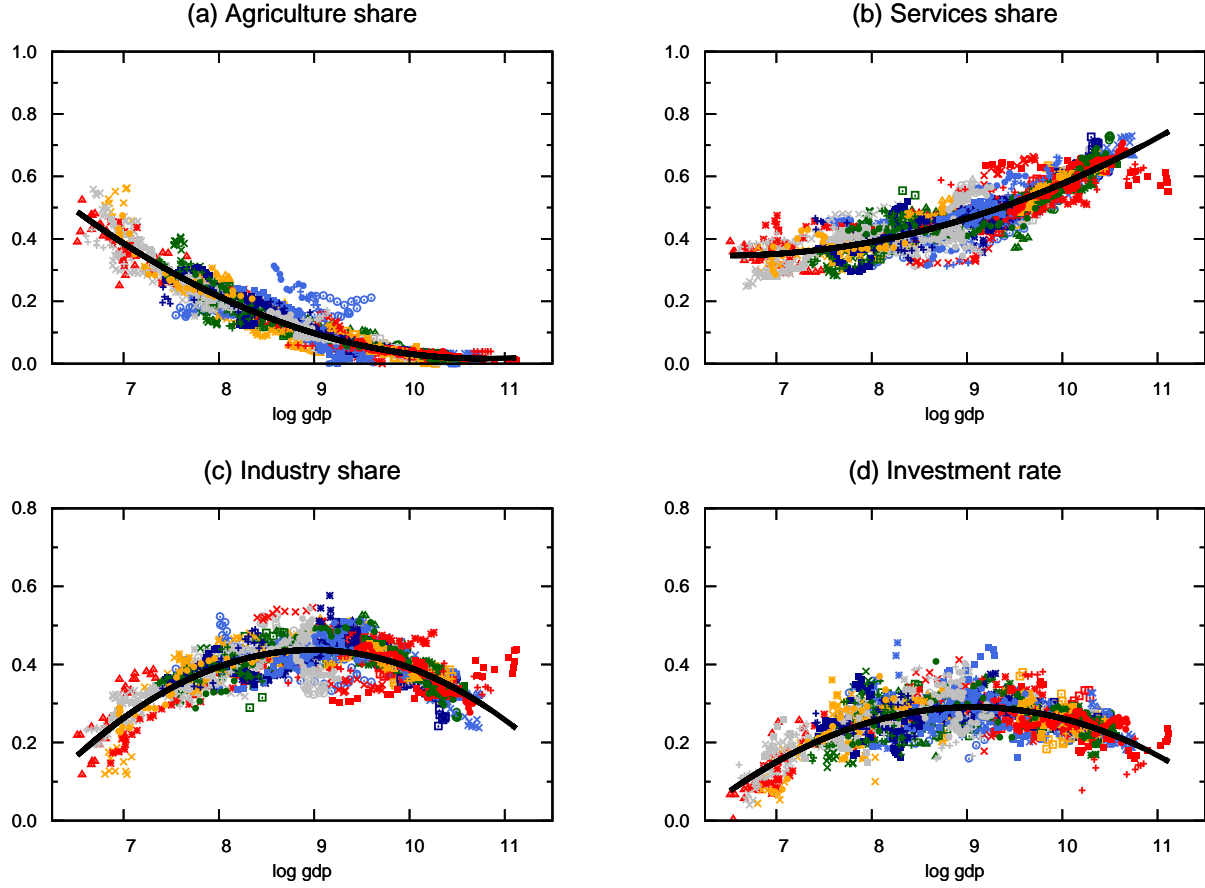 (a) Agriculture share
1.0
0.8
0.6
0.4
0.2
0.0
7 8 9 10 11
log gdp
(b) Services share
1.0
0.8
0.6
0.4
0.2
0.0
7 8 9 10 11
log gdp
(c) Industry share
0.8
0.6
0.4
0.2
0.0
7 8 9 10 11
log gdp
(d) Investment rate
0.8
0.6
0.4
0.2
0.0
7 8 9 10 11
log gdp